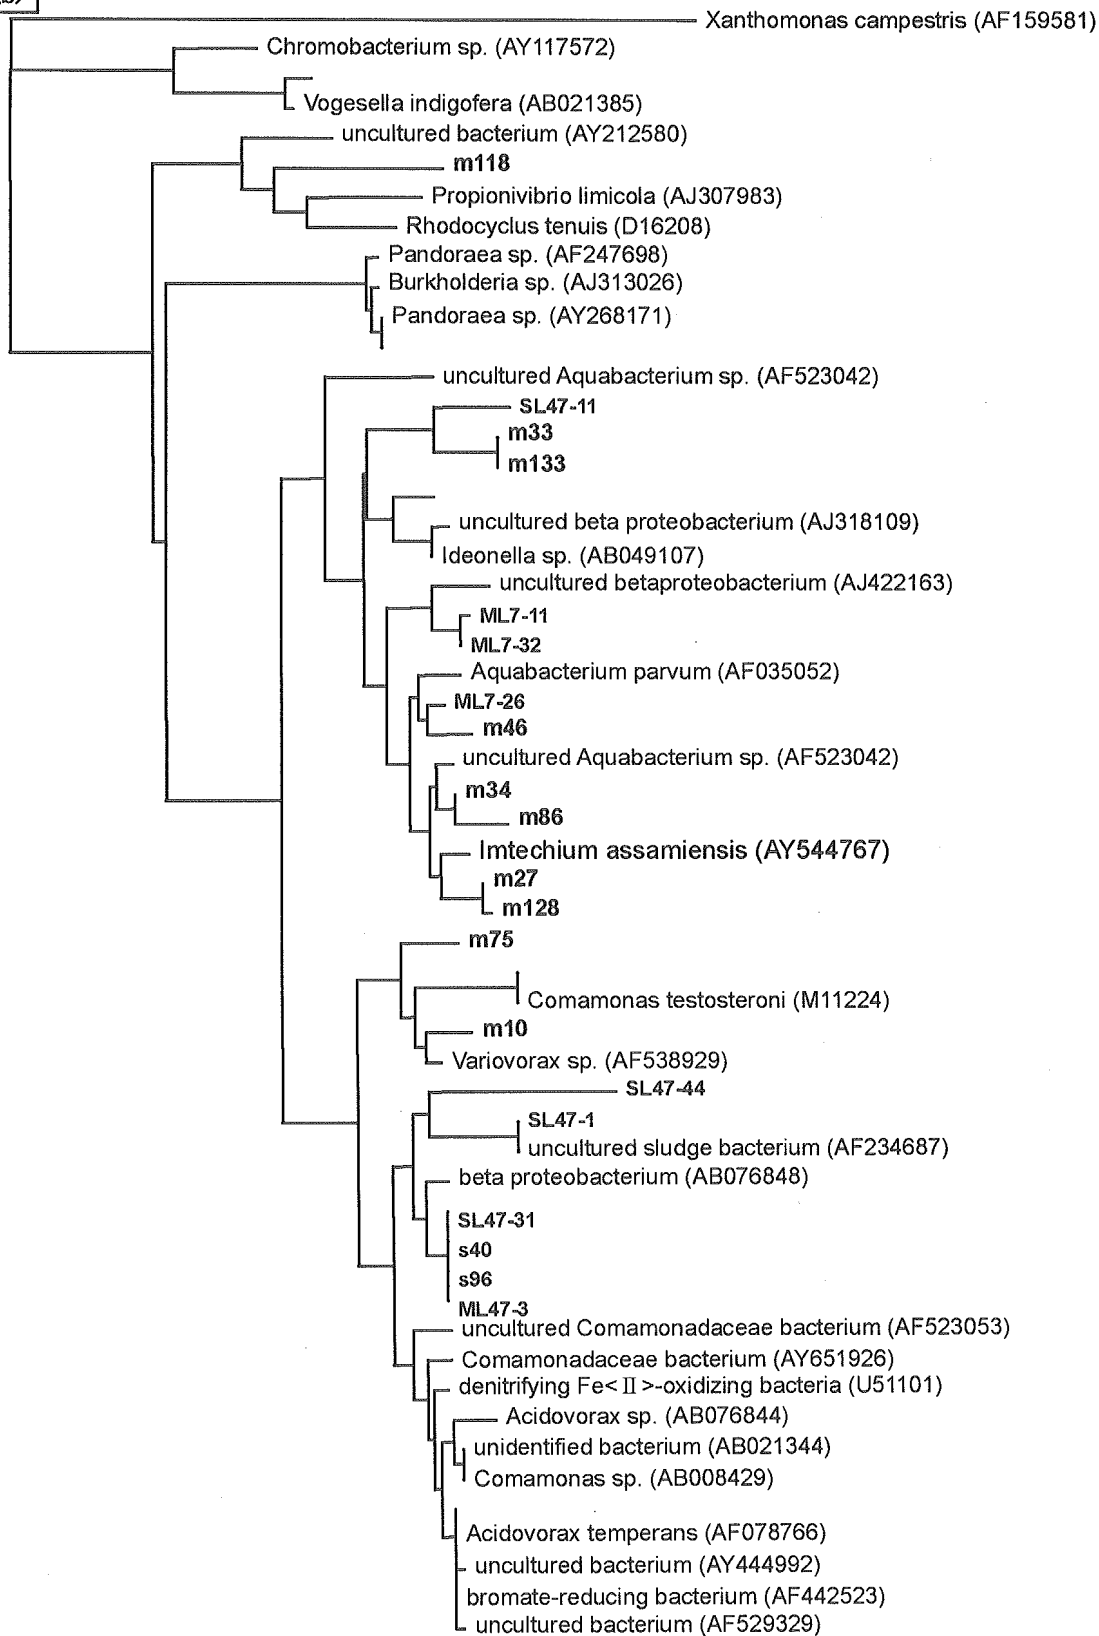 Xanthomonas campestris (AF159581)
Chromobacterium sp. (AY117572)
Vogesella indigofera (AB021385)
uncultured bacterium (AY212580)
m118
Propionivibrio limicola (AJ307983)
Rhodocyclus tenuis (D16208)
Pandoraea sp. (AF247698)
Burkholderia sp. (AJ313026)
Pandoraea sp. (AY268171)
uncultured Aquabacterium sp. (AF523042)
SL47-11
m33
m133
uncultured beta proteobacterium (AJ318109)
Ideonella sp. (AB049107)
uncultured betaproteobacterium (AJ422163)
ML7-11
ML7-32
Aquabacterium parvum (AF035052)
ML7-26
m46
uncultured Aquabacterium sp. (AF523042)
m34
m86
Imtechium assamiensis (AY544767)
m27
m128
m75
Comamonas testosteroni (M11224)
m10
Variovorax sp. (AF538929)
SL47-44
SL47-1
uncultured sludge bacterium (AF234687)
beta proteobacterium (AB076848)
SL47-31
s40
s96
ML47-3
uncultured Comamonadaceae bacterium (AF523053)
Comamonadaceae bacterium (AY651926)
denitrifying Fe<Ⅱ>-oxidizing bacteria (U51101)
Acidovorax sp. (AB076844)
unidentified bacterium (AB021344)
Comamonas sp. (AB008429)
Acidovorax temperans (AF078766)
uncultured bacterium (AY444992)
bromate-reducing bacterium (AF442523)
uncultured bacterium (AF529329)